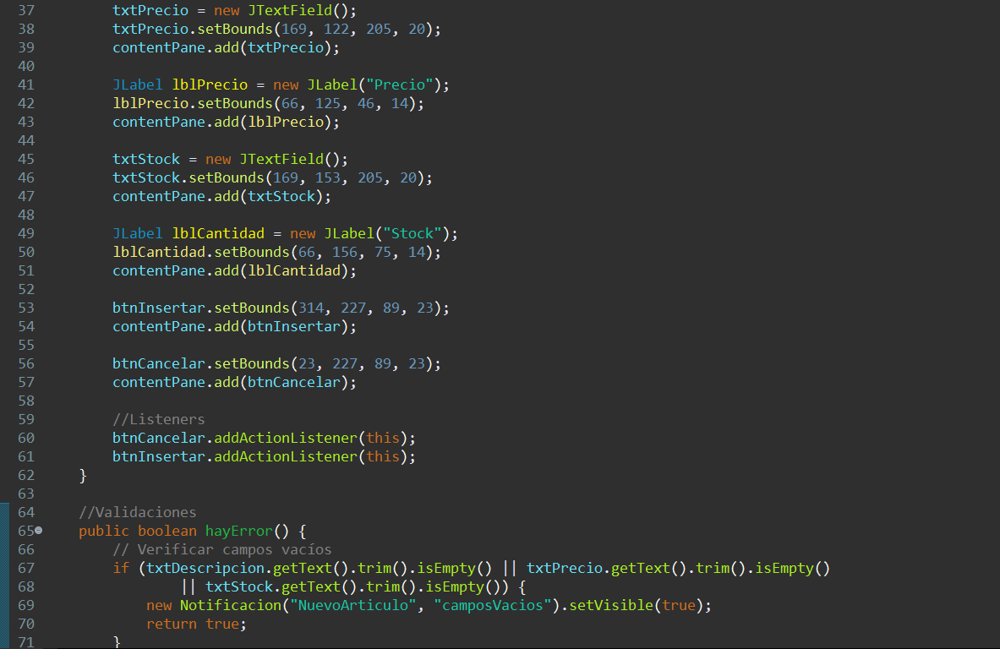 37 txtPrecio = new JTextField();
38 txtPrecio.setBounds(169, 122, 205, 20);
39 contentPane.add(txtPrecio);
40
41 JLabel lblPrecio = new JLabel("Precio");
42 lblPrecio.setBounds(66, 125, 46, 14);
43 contentPane.add(lblPrecio);
44
45 txtStock = new JTextField();
46 txtStock.setBounds(169, 153, 205, 20);
47 contentPane.add(txtStock);
48
49 JLabel lblCantidad = new JLabel("Stock");
50 lblCantidad.setBounds(66, 156, 75, 14);
51 contentPane.add(lblCantidad);
52
53 btnInsertar.setBounds(314, 227, 89, 23);
54 contentPane.add(btnInsertar);
55
56 btnCancelar.setBounds(23, 227, 89, 23);
57 contentPane.add(btnCancelar);
58
59 //Listeners
60 btnCancelar.addActionListener(this);
61 btnInsertar.addActionListener(this);
62 }
63
64 //Validaciones
65 public boolean hayError() {
66 // Verificar campos vacíos
67 if (txtDescripcion.getText().trim().isEmpty() || txtPrecio.getText().trim().isEmpty()
68 || txtStock.getText().trim().isEmpty()) {
69 new Notificacion("NuevoArticulo", "camposVacios").setVisible(true);
70 return true;
71 }